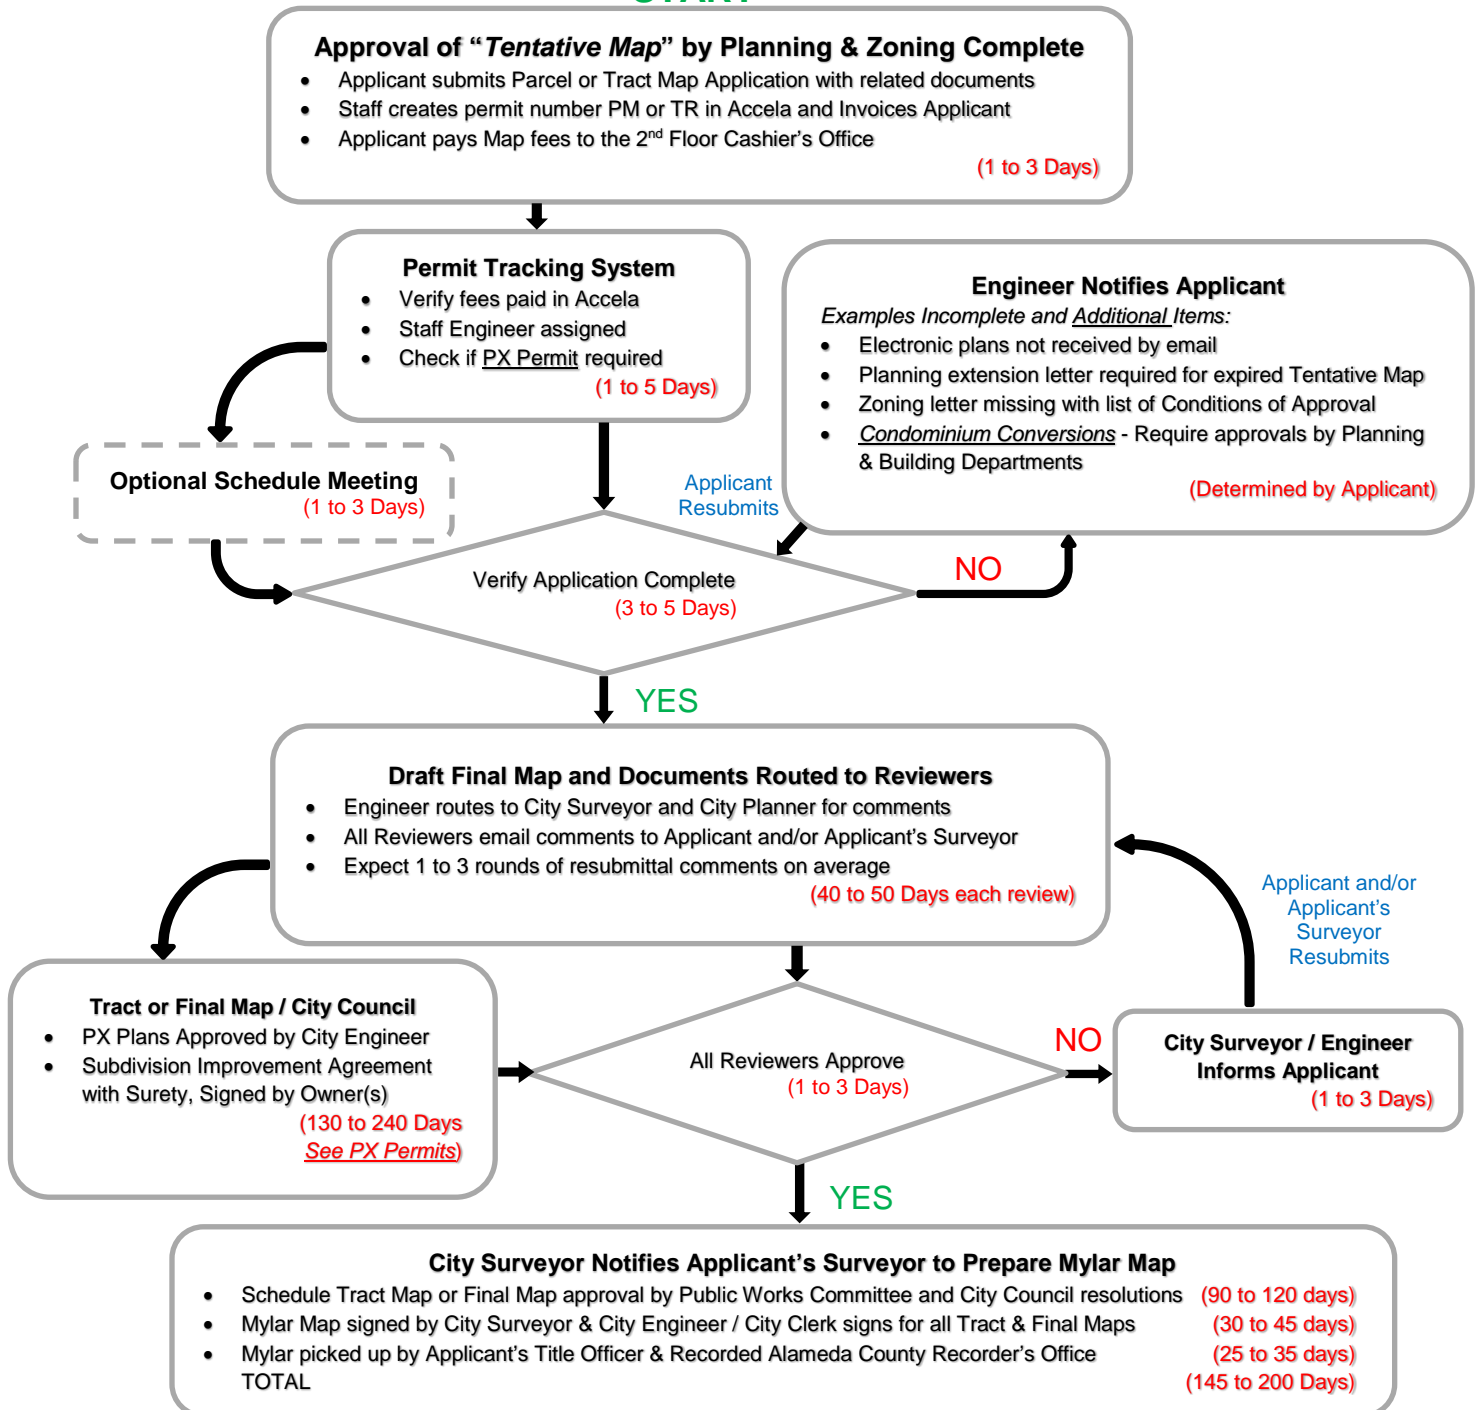 START
Approval of “Tentative Map” by Planning & Zoning Complete
• Applicant submits Parcel or Tract Map Application with related documents
• Staff creates permit number PM or TR in Accela and Invoices Applicant
• Applicant pays Map fees to the 2nd Floor Cashier’s Office
(1 to 3 Days)
Permit Tracking System
• Verify fees paid in Accela
• Staff Engineer assigned
• Check if PX Permit required
(1 to 5 Days)
Engineer Notifies Applicant
Examples Incomplete and Additional Items:
• Electronic plans not received by email
• Planning extension letter required for expired Tentative Map
• Zoning letter missing with list of Conditions of Approval
• Condominium Conversions - Require approvals by Planning
& Building Departments
(Determined by Applicant)
Optional Schedule Meeting
(1 to 3 Days)
Applicant
Resubmits
Verify Application Complete
(3 to 5 Days)
NO
YES
Draft Final Map and Documents Routed to Reviewers
• Engineer routes to City Surveyor and City Planner for comments
• All Reviewers email comments to Applicant and/or Applicant’s Surveyor
• Expect 1 to 3 rounds of resubmittal comments on average
(40 to 50 Days each review)
Applicant and/or
Applicant’s
Surveyor
Resubmits
Tract or Final Map / City Council
• PX Plans Approved by City Engineer
• Subdivision Improvement Agreement
with Surety, Signed by Owner(s)
(130 to 240 Days
See PX Permits)
All Reviewers Approve
(1 to 3 Days)
NO
City Surveyor / Engineer
Informs Applicant
(1 to 3 Days)
YES
City Surveyor Notifies Applicant’s Surveyor to Prepare Mylar Map
• Schedule Tract Map or Final Map approval by Public Works Committee and City Council resolutions (90 to 120 days)
• Mylar Map signed by City Surveyor & City Engineer / City Clerk signs for all Tract & Final Maps (30 to 45 days)
• Mylar picked up by Applicant’s Title Officer & Recorded Alameda County Recorder’s Office (25 to 35 days)
TOTAL (145 to 200 Days)